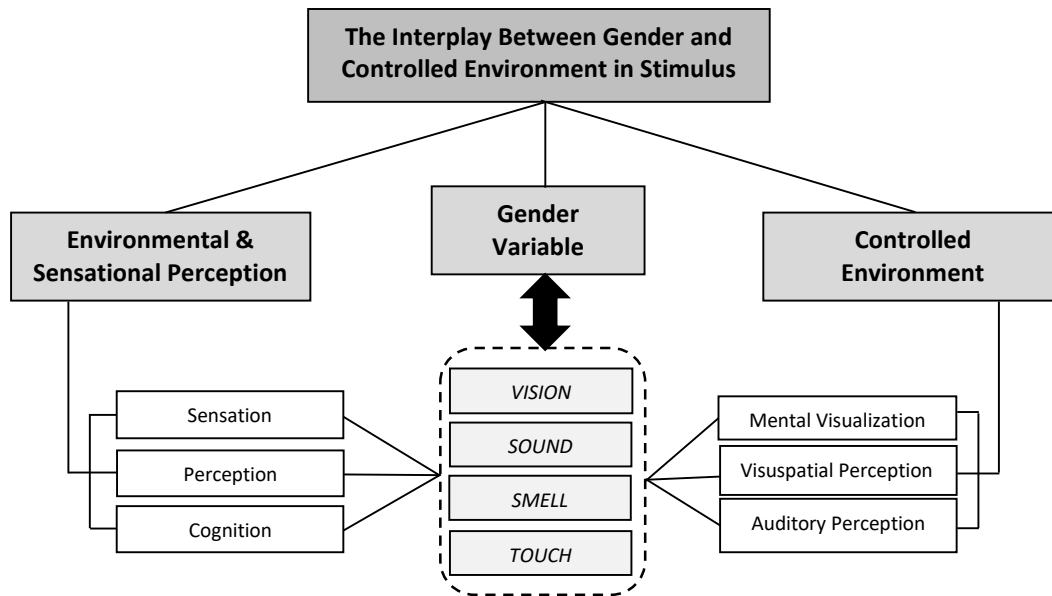 The Interplay Between Gender and
Controlled Environment in Stimulus
Environmental &
Sensational Perception
Gender
Variable
Controlled
Environment
Sensation
Perception
Cognition
VISION
SOUND
SMELL
TOUCH
Mental Visualization
Visuspatial Perception
Auditory Perception